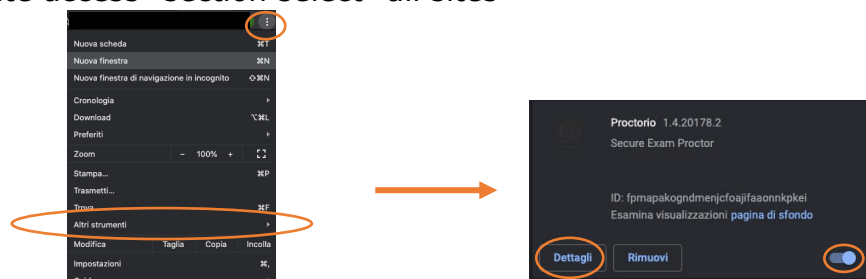 Nuova scheda ⌘T
Nuova finestra ⌘N
Nuova finestra di navigazione in incognito ⇧⌘N
Cronologia
Download ⌥⌘L
Preferiti
Zoom − 100% +
Stampa... ⌘P
Trasmetti...
Trova... ⌘F
Altri strumenti
Modifica Taglia Copia Incolla
Impostazioni ⌘,
Proctorio 1.4.20178.2
Secure Exam Proctor
ID: fpmapakogndmenjcfoajifaaonnkpkei
Esamina visualizzazioni pagina di sfondo
Dettagli Rimuovi